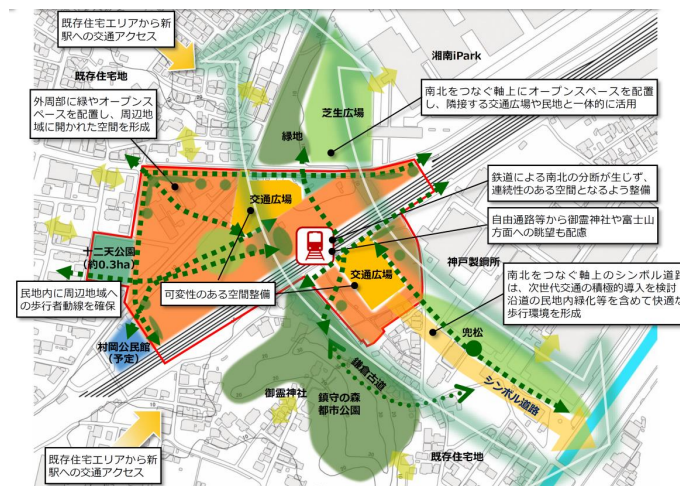 既存住宅エリアから新
駅への交通アクセス
既存住宅地
湘南iPark
南北をつなぐ軸上にオープンスペースを配置
し、隣接する交通広場や民地と一体的に活用
外周部に緑やオープンス
ペースを配置し、周辺地
域に開かれた空間を形成
芝生広場
緑地
鉄道による南北の分断が生じず、
連続性のある空間となるよう整備
交通広場
自由通路等から御霊神社や富士山
方面への眺望も配慮
十二天公園
(約0.3ha)
神戸製鋼所
交通広場
可変性のある空間整備
民地内に周辺地域へ
の歩行者動線を確保
南北をつなぐ軸上のシンボル道路
は、次世代交通の積極的導入を検討
沿道の民地内緑化等を含めて快適な
歩行環境を形成
村岡公民館
(予定)
兜松
鎌倉古道
シンボル道路
御霊神社
鎮守の森
都市公園
既存住宅地
既存住宅エリアから新
駅への交通アクセス